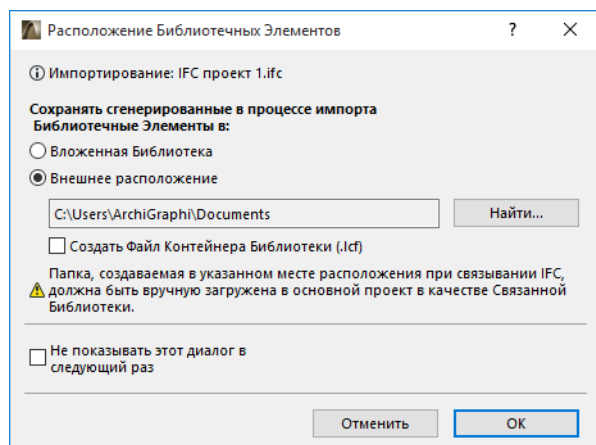 Расположение Библиотечных Элементов
?
Импортирование: IFC проект 1.ifc
Сохранять сгенерированные в процессе импорта
Библиотечные Элементы в:
Вложенная Библиотека
Внешнее расположение
C:\Users\ArchiGraphi\Documents
Найти...
Создать Файл Контейнера Библиотеки (.lcf)
Папка, создаваемая в указанном месте расположения при связывании IFC,
должна быть вручную загружена в основной проект в качестве Связанной
Библиотеки.
Не показывать этот диалог в
следующий раз
Отменить
OK